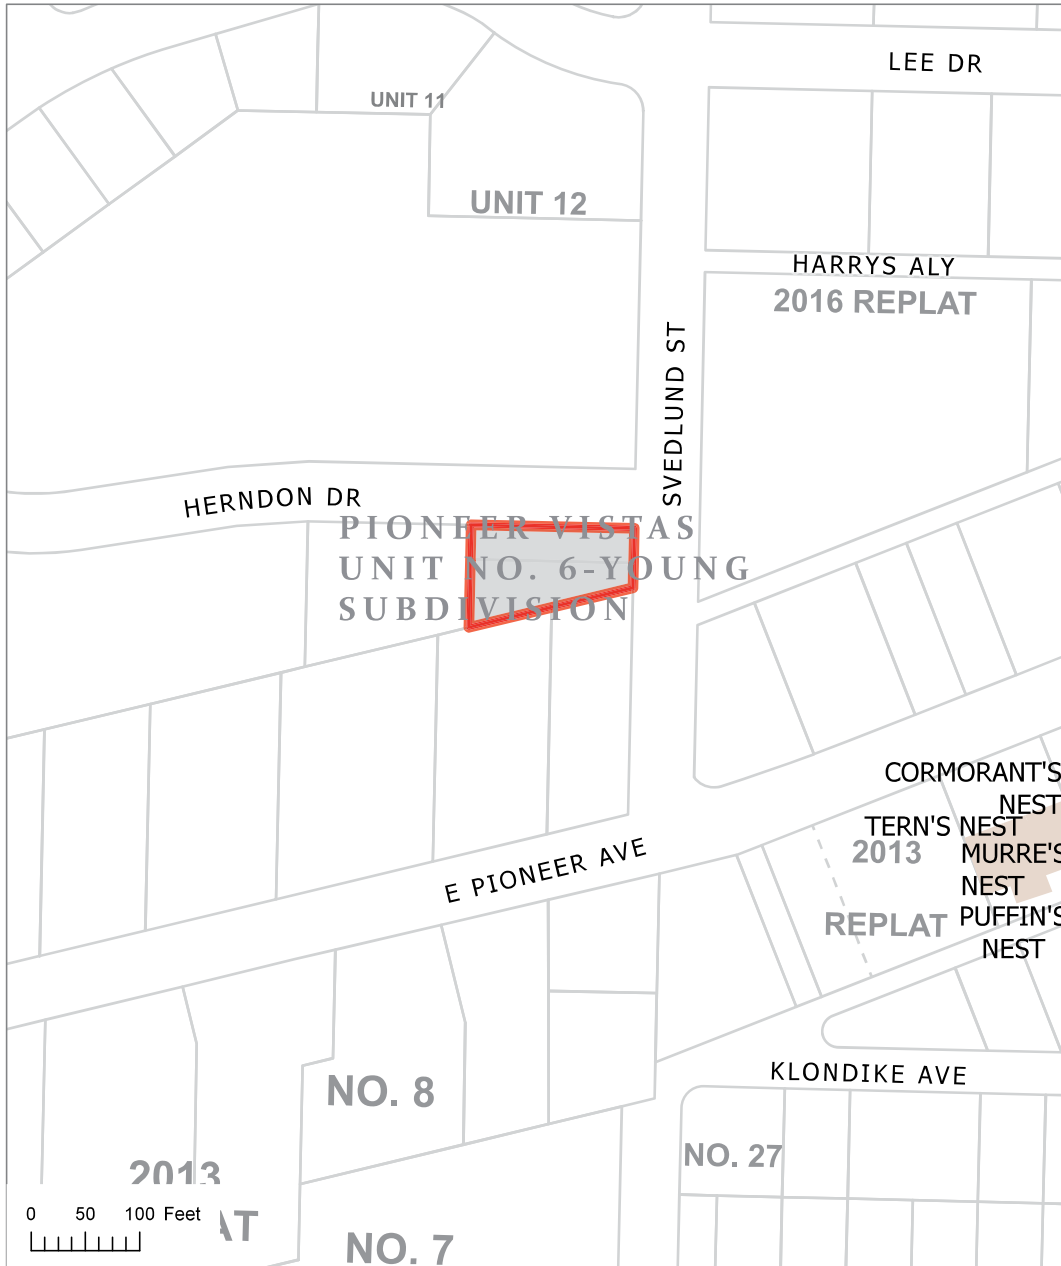 LEE DR
UNIT 11
UNIT 12
HARRYS ALY
2016 REPLAT
SVEDLUND ST
HERNDON DR
PIONEER VISTAS
UNIT NO. 6-YOUNG
SUBDIVISION
CORMORANT'S
NEST
TERN'S NEST
2013
REPLAT
MURRE'S
NEST
PUFFIN'S
NEST
E PIONEER AVE
KLONDIKE AVE
NO. 8
NO. 27
2013
AT
0 50 100 Feet
NO. 7